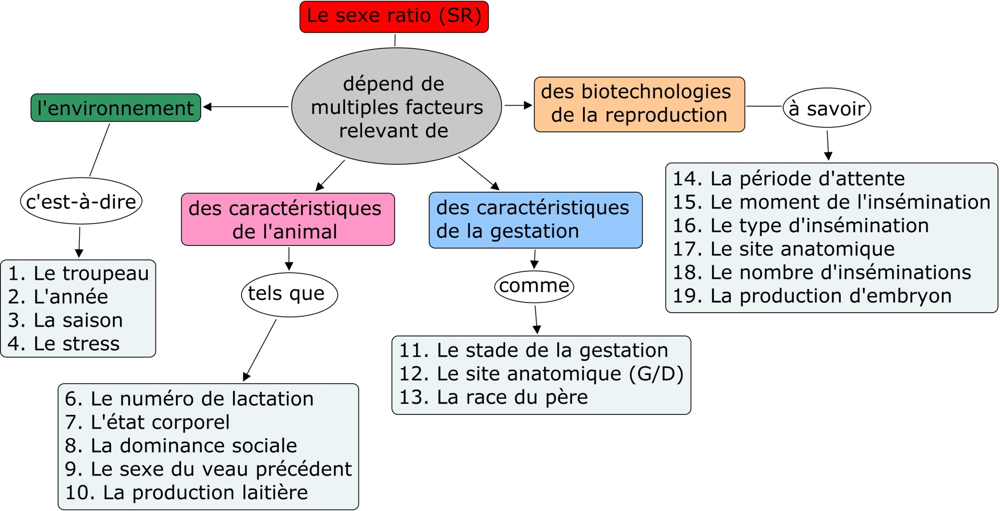 Le sexe ratio (SR)
dépend de
multiples facteurs
relevant de
l'environnement
c'est-à-dire
1. Le troupeau
2. L'année
3. La saison
4. Le stress
des caractéristiques
de l'animal
tels que
6. Le numéro de lactation
7. L'état corporel
8. La dominance sociale
9. Le sexe du veau précédent
10. La production laitière
des caractéristiques
de la gestation
comme
11. Le stade de la gestation
12. Le site anatomique (G/D)
13. La race du père
des biotechnologies
de la reproduction
à savoir
14. La période d'attente
15. Le moment de l'insémination
16. Le type d'insémination
17. Le site anatomique
18. Le nombre d'inséminations
19. La production d'embryon